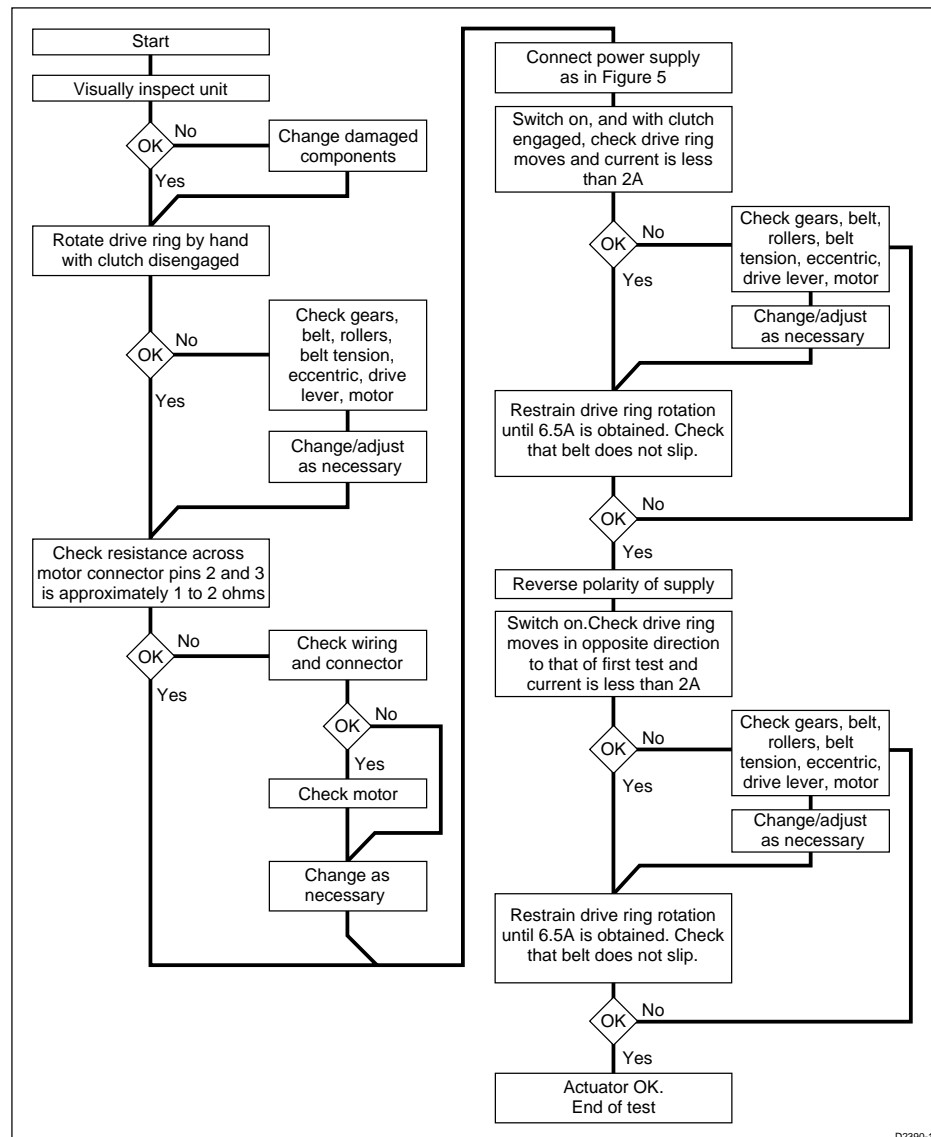 Start
Visually inspect unit
OK
No
Change damaged
components
Yes
Rotate drive ring by hand
with clutch disengaged
OK
No
Check gears,
belt, rollers,
belt tension,
eccentric, drive
lever, motor
Yes
Change/adjust
as necessary
Check resistance across
motor connector pins 2 and 3
is approximately 1 to 2 ohms
OK
No
Check wiring
and connector
Yes
OK
No
Yes
Check motor
Change as
necessary
Connect power supply
as in Figure 5
Switch on, and with clutch
engaged, check drive ring
moves and current is less
than 2A
OK
No
Check gears, belt,
rollers, belt
tension, eccentric,
drive lever, motor
Yes
Change/adjust
as necessary
Restrain drive ring rotation
until 6.5A is obtained. Check
that belt does not slip.
OK
No
Yes
Reverse polarity of supply
Switch on.Check drive ring
moves in opposite direction
to that of first test and
current is less than 2A
OK
No
Check gears, belt,
rollers, belt
tension, eccentric,
drive lever, motor
Yes
Change/adjust
as necessary
Restrain drive ring rotation
until 6.5A is obtained. Check
that belt does not slip.
OK
No
Yes
Actuator OK.
End of test